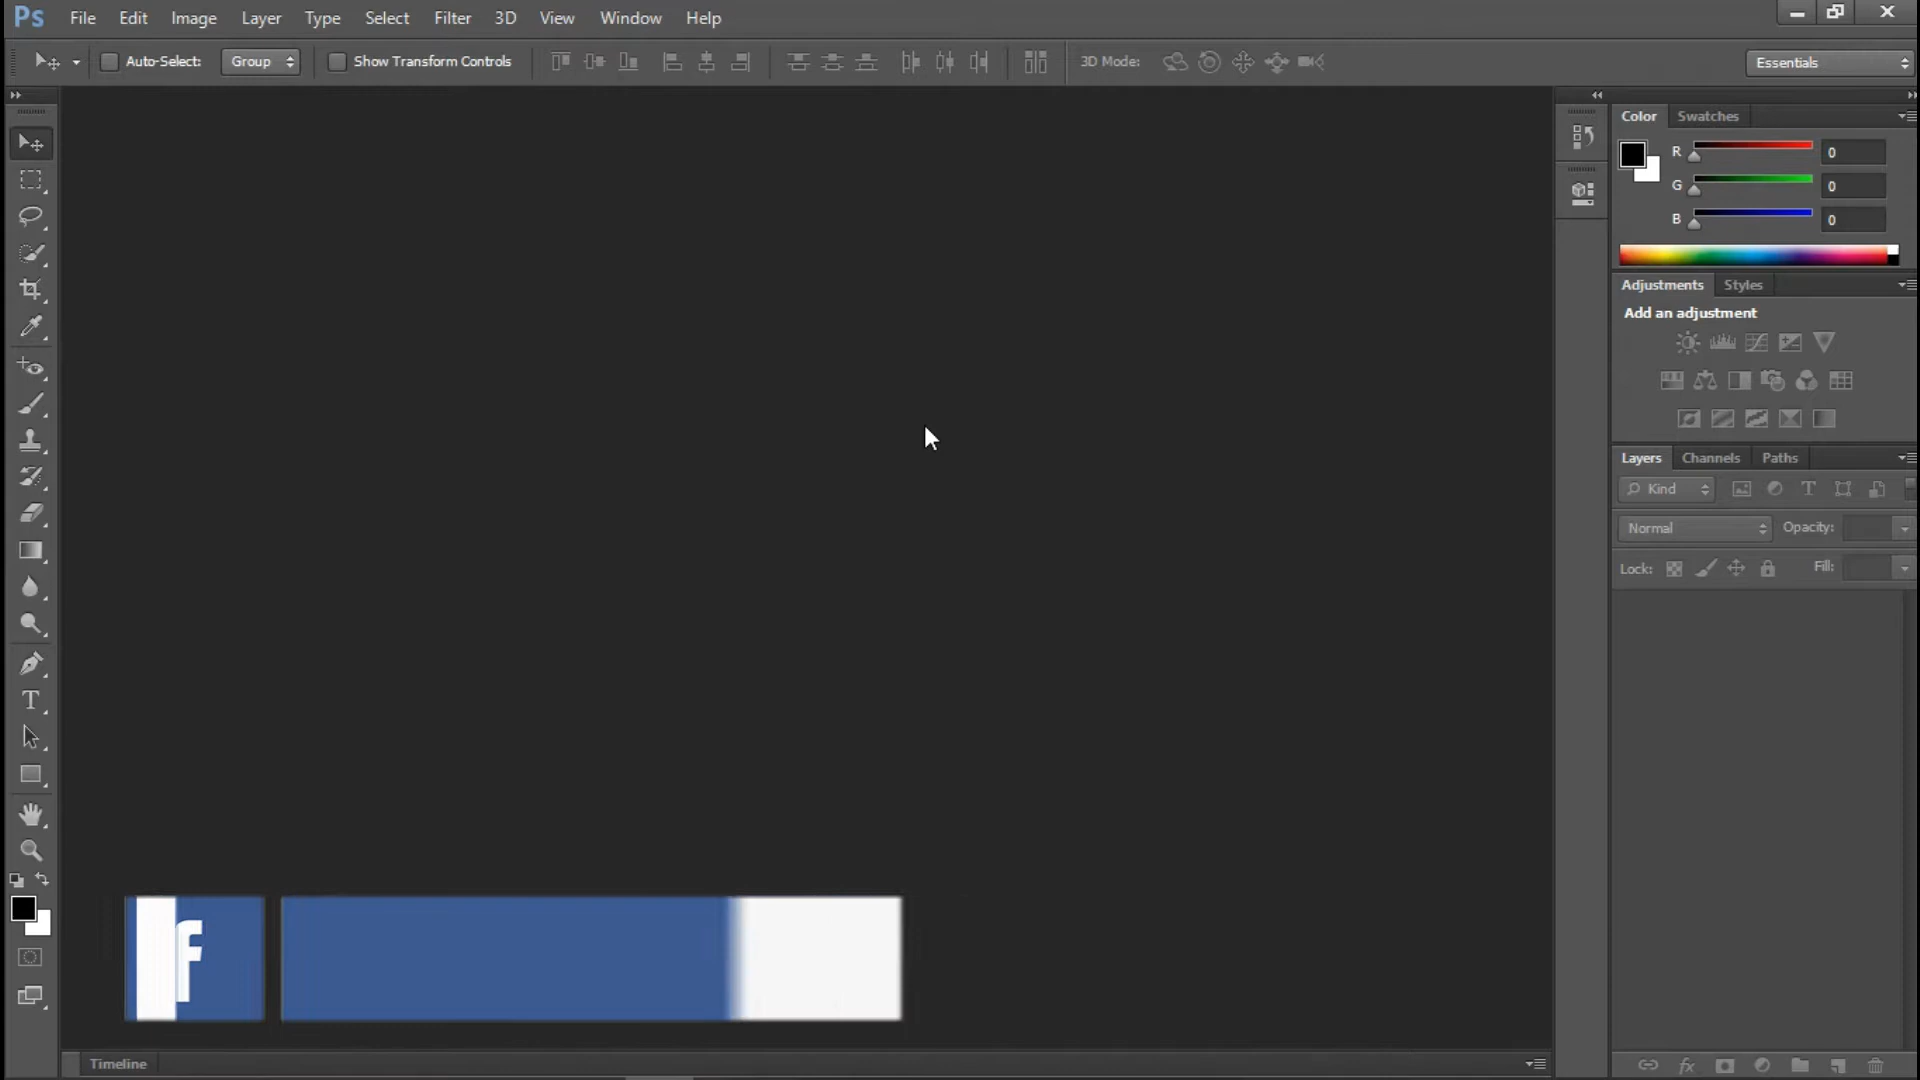 Ps File Edit Image Layer Type Select Filter 3D View Window Help
Auto-Select: Group Show Transform Controls 3D Mode: Essentials
Color Swatches
R 0
G 0
B 0
Adjustments Styles
Add an adjustment
Layers Channels Paths
Kind T
Normal Opacity:
Lock: Fill:
T
f
fx
Timeline